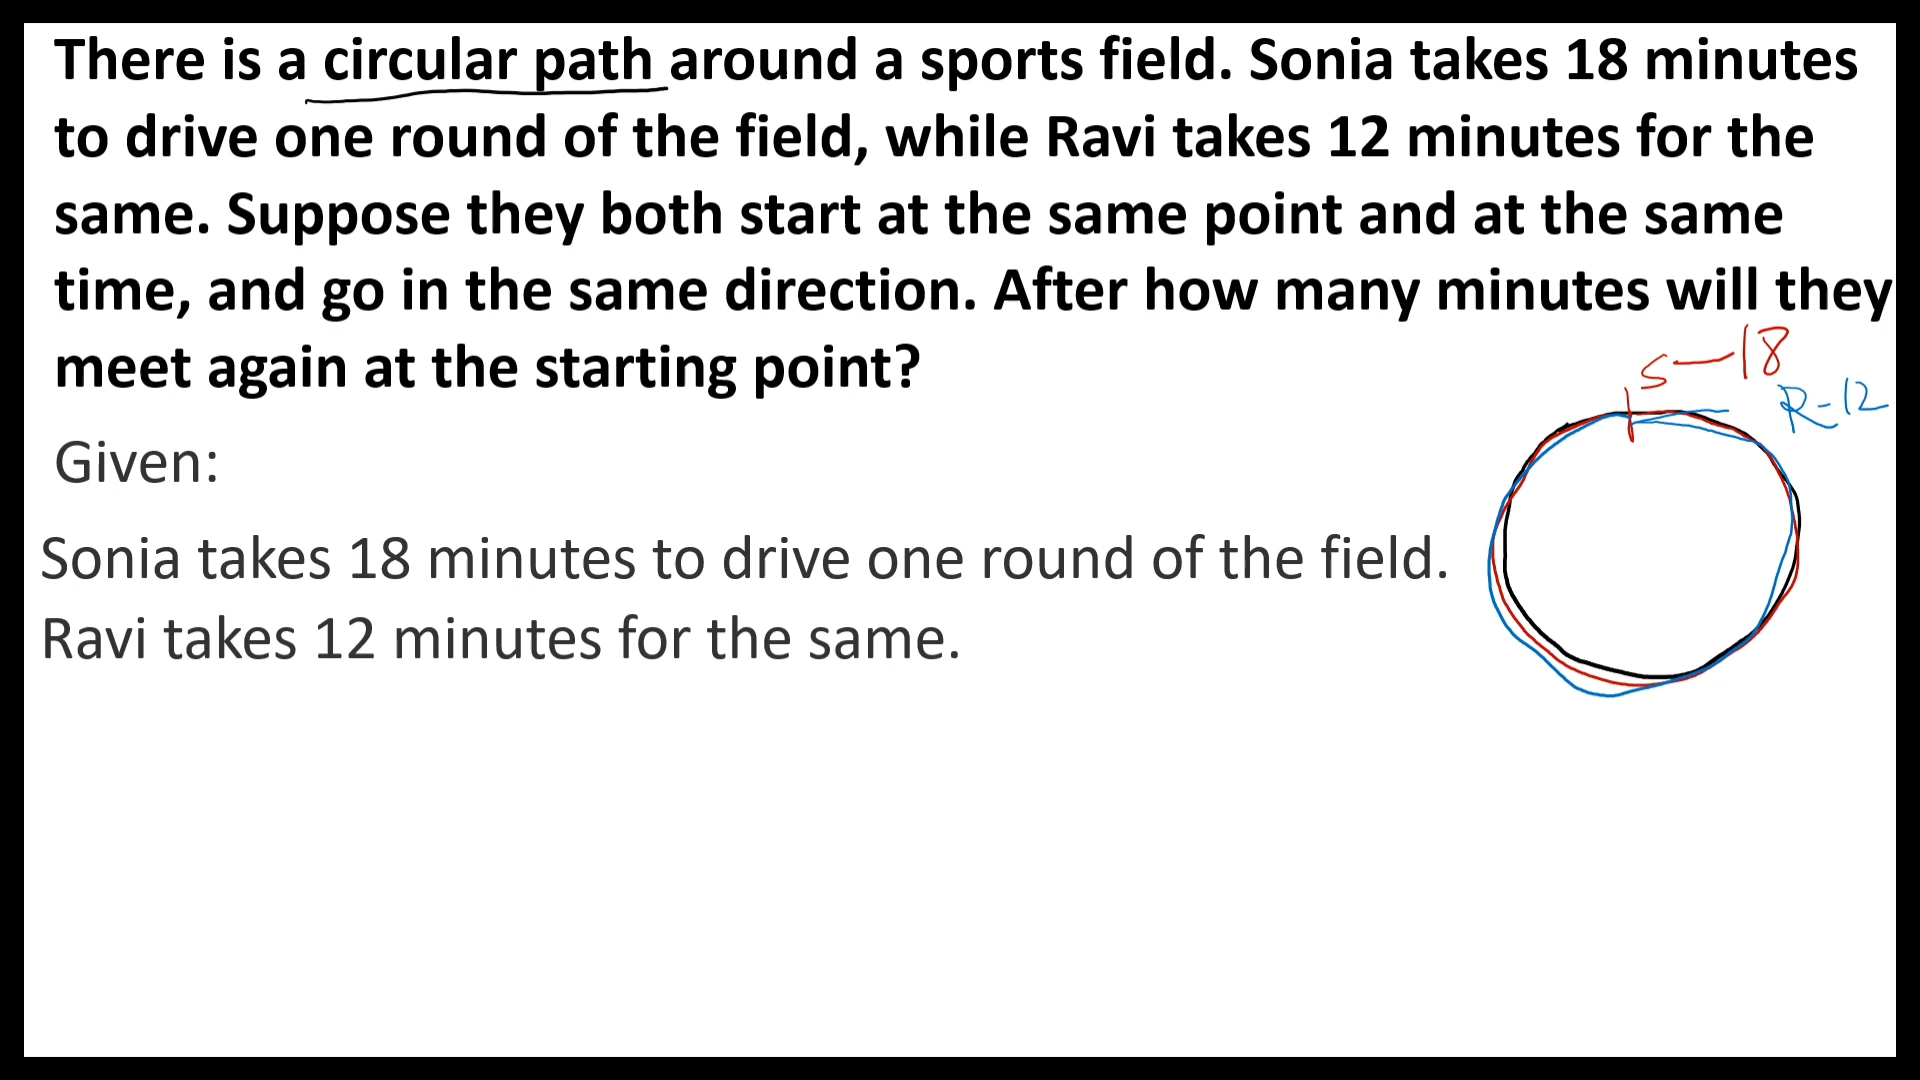 There is a circular path around a sports field. Sonia takes 18 minutes
to drive one round of the field, while Ravi takes 12 minutes for the
same. Suppose they both start at the same point and at the same
time, and go in the same direction. After how many minutes will they
meet again at the starting point?
S—18
R-12
Given:
Sonia takes 18 minutes to drive one round of the field.
Ravi takes 12 minutes for the same.